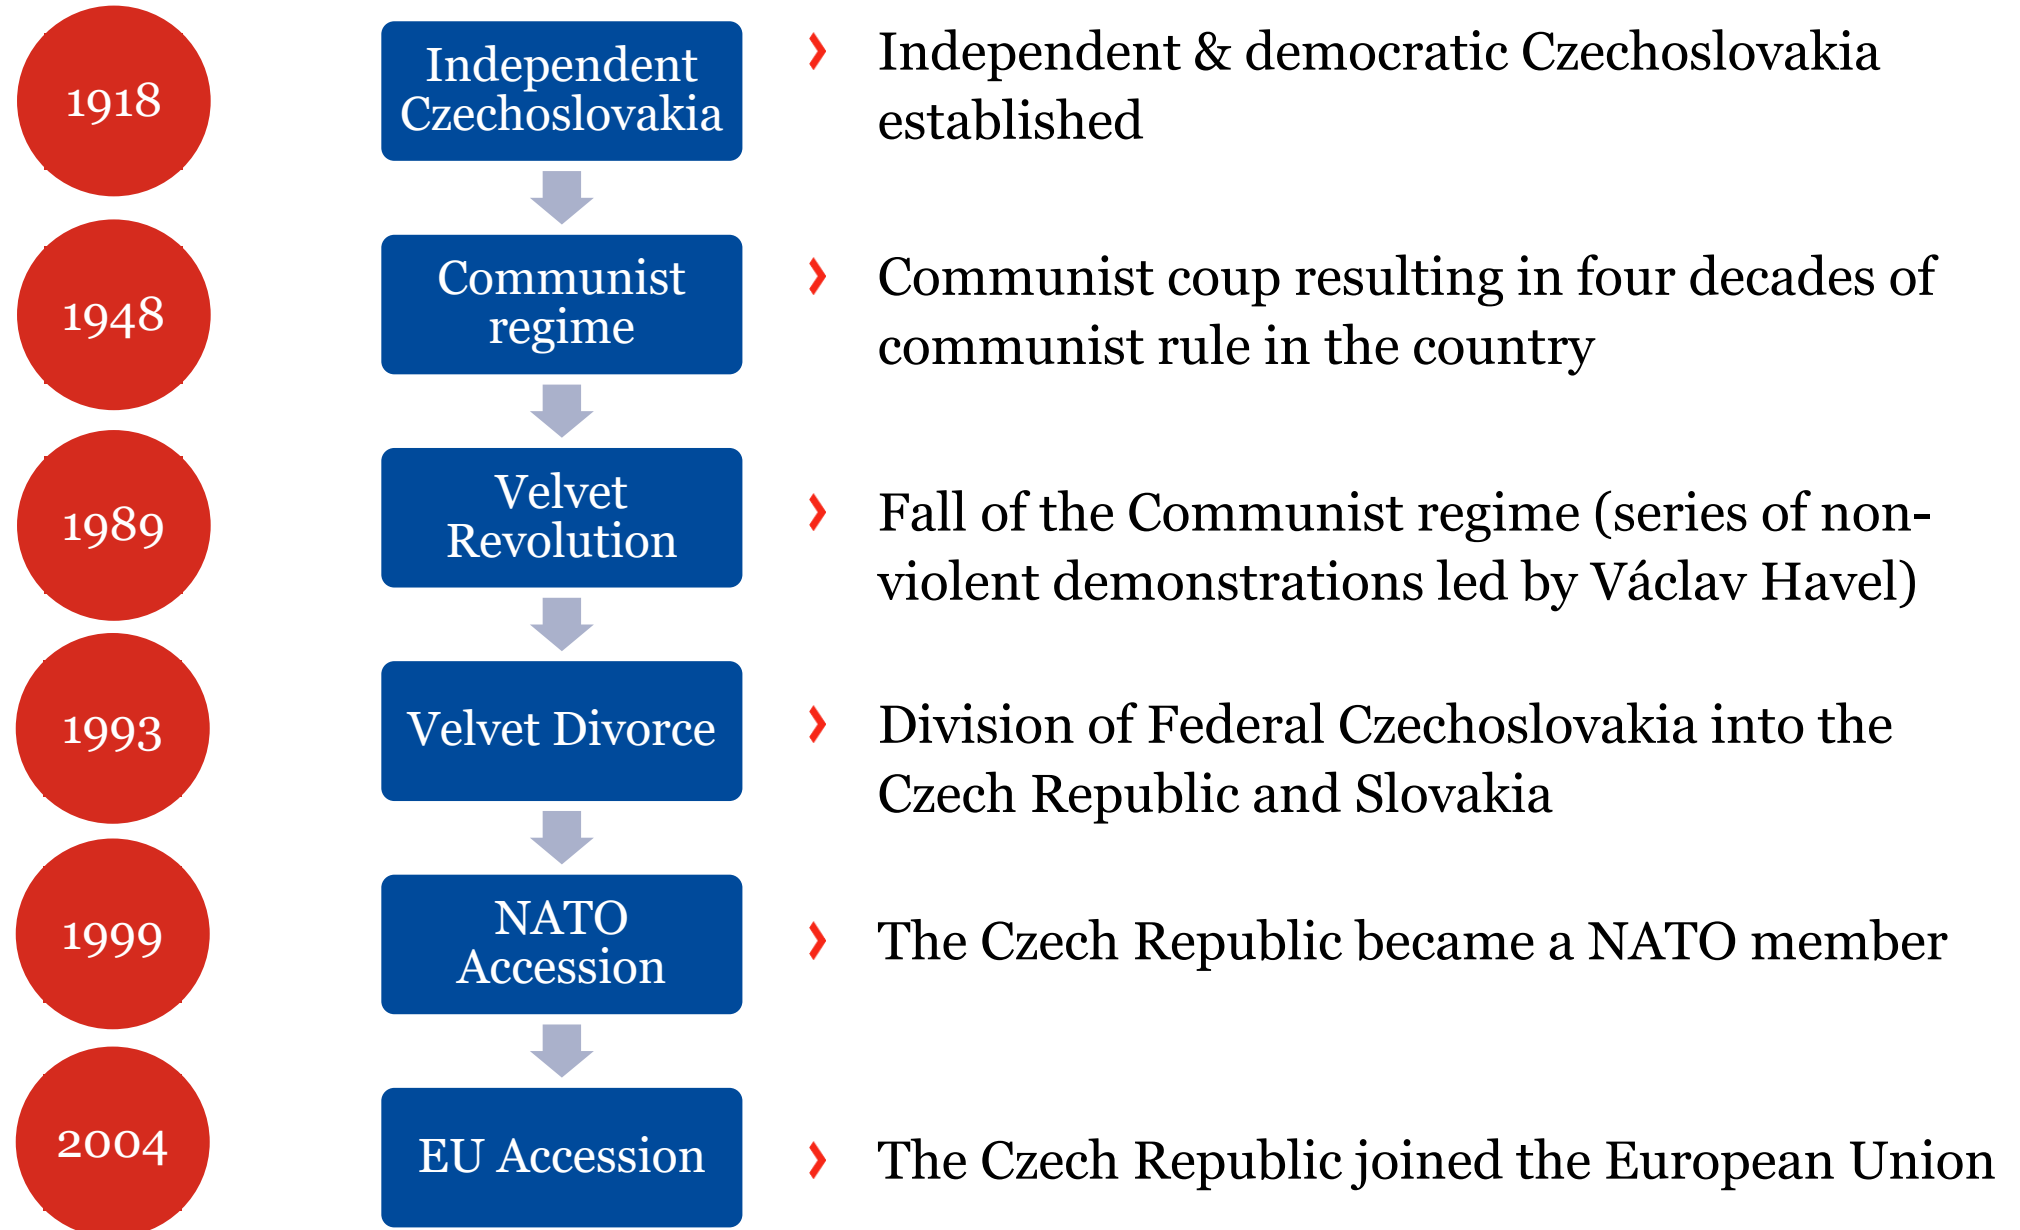 1918
Independent
Czechoslovakia
Independent & democratic Czechoslovakia
established
1948
Communist
regime
Communist coup resulting in four decades of
communist rule in the country
1989
Velvet
Revolution
Fall of the Communist regime (series of non-
violent demonstrations led by Václav Havel)
1993
Velvet Divorce
Division of Federal Czechoslovakia into the
Czech Republic and Slovakia
1999
NATO
Accession
The Czech Republic became a NATO member
2004
EU Accession
The Czech Republic joined the European Union